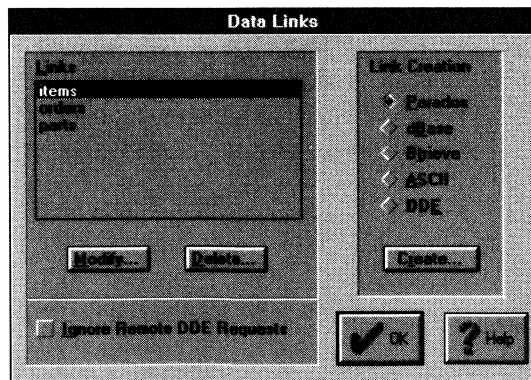 Data Links
Links
items
orders
parts
Modify...
Delete...
Ignore Remote DDE Requests
Link Creation
Paradox
dBase
Btrieve
ASCII
DDE
Create...
OK
Help